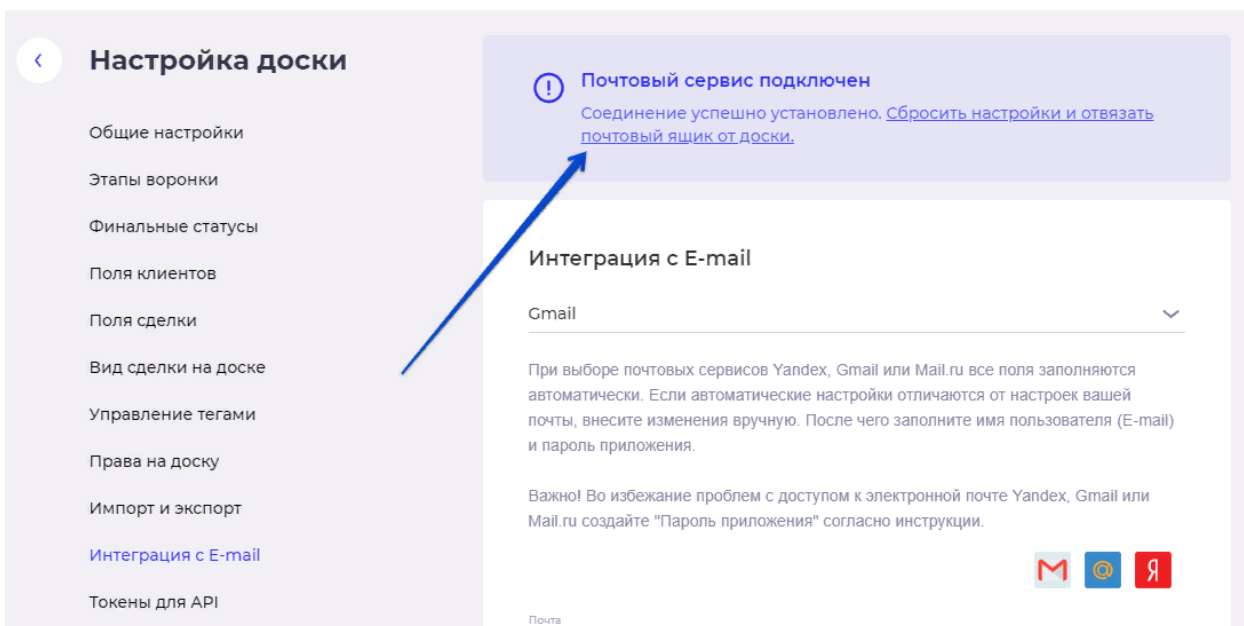 Настройка доски
Общие настройки
Этапы воронки
Финальные статусы
Поля клиентов
Поля сделки
Вид сделки на доске
Управление тегами
Права на доску
Импорт и экспорт
Интеграция с E-mail
Токены для API
Почтовый сервис подключен
Соединение успешно установлено. Сбросить настройки и отвязать
почтовый ящик от доски.
Интеграция с E-mail
Gmail
При выборе почтовых сервисов Yandex, Gmail или Mail.ru все поля заполняются
автоматически. Если автоматические настройки отличаются от настроек вашей
почты, внесите изменения вручную. После чего заполните имя пользователя (E-mail)
и пароль приложения.
Важно! Во избежание проблем с доступом к электронной почте Yandex, Gmail или
Mail.ru создайте "Пароль приложения" согласно инструкции.
Я
Почта